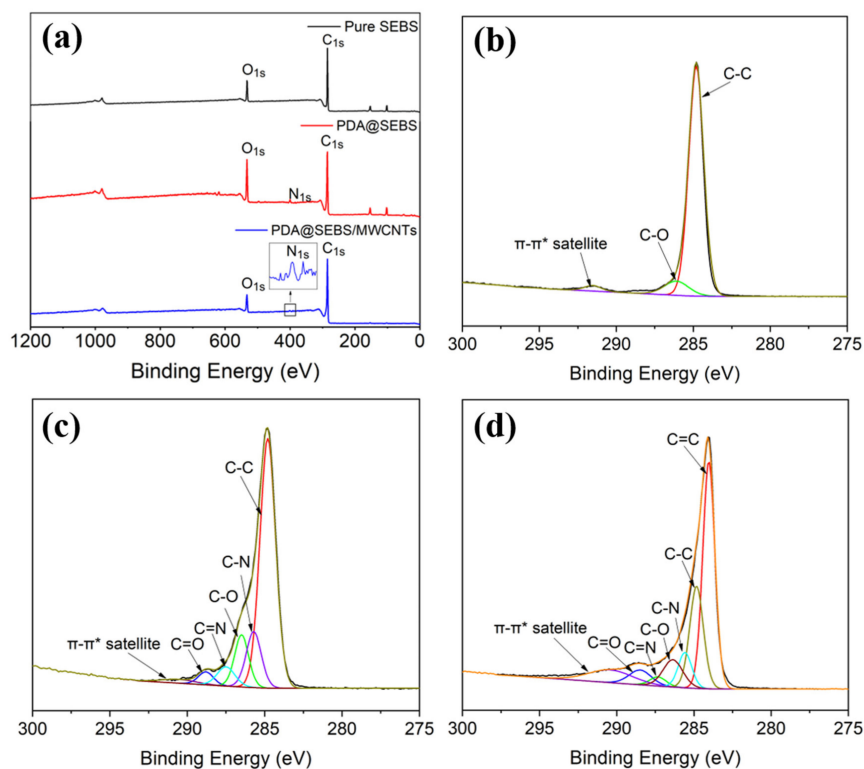 (a)
Pure SEBS
C1s
O1s
PDA@SEBS
C1s
O1s
N1s
PDA@SEBS/MWCNTs
N1s
C1s
O1s
1200 1000 800 600 400 200 0
Binding Energy (eV)
(b)
C-C
C-O
π-π* satellite
300 295 290 285 280 275
Binding Energy (eV)
(c)
C-C
C-N
C-O
C=N
C=O
π-π* satellite
300 295 290 285 280 275
Binding Energy (eV)
(d)
C=C
C-C
C-N
C-O
C=N
C=O
π-π* satellite
300 295 290 285 280 275
Binding Energy (eV)